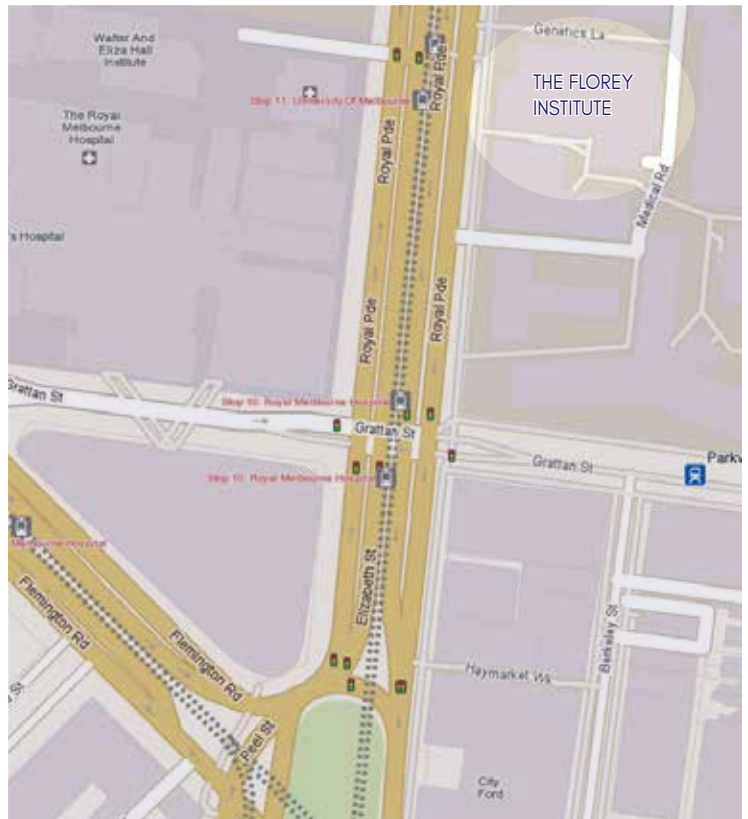 Walter And
Eliza Hall
Institute
Genetics La
THE FLOREY
INSTITUTE
Royal Pde
Stop 11: University Of Melbourne
The Royal
Melbourne
Hospital
Royal Pde
Medical Rd
's Hospital
Royal Pde
Royal Pde
Grattan St
Stop 10: Royal Melbourne Hospital
Grattan St
Grattan St
Parkv
Stop 10: Royal Melbourne Hospital
Melbourne Hospital
Elizabeth St
Flemington Rd
Flemington Rd
Berkeley St
Haymarket Wk
St
Peel St
City
Ford